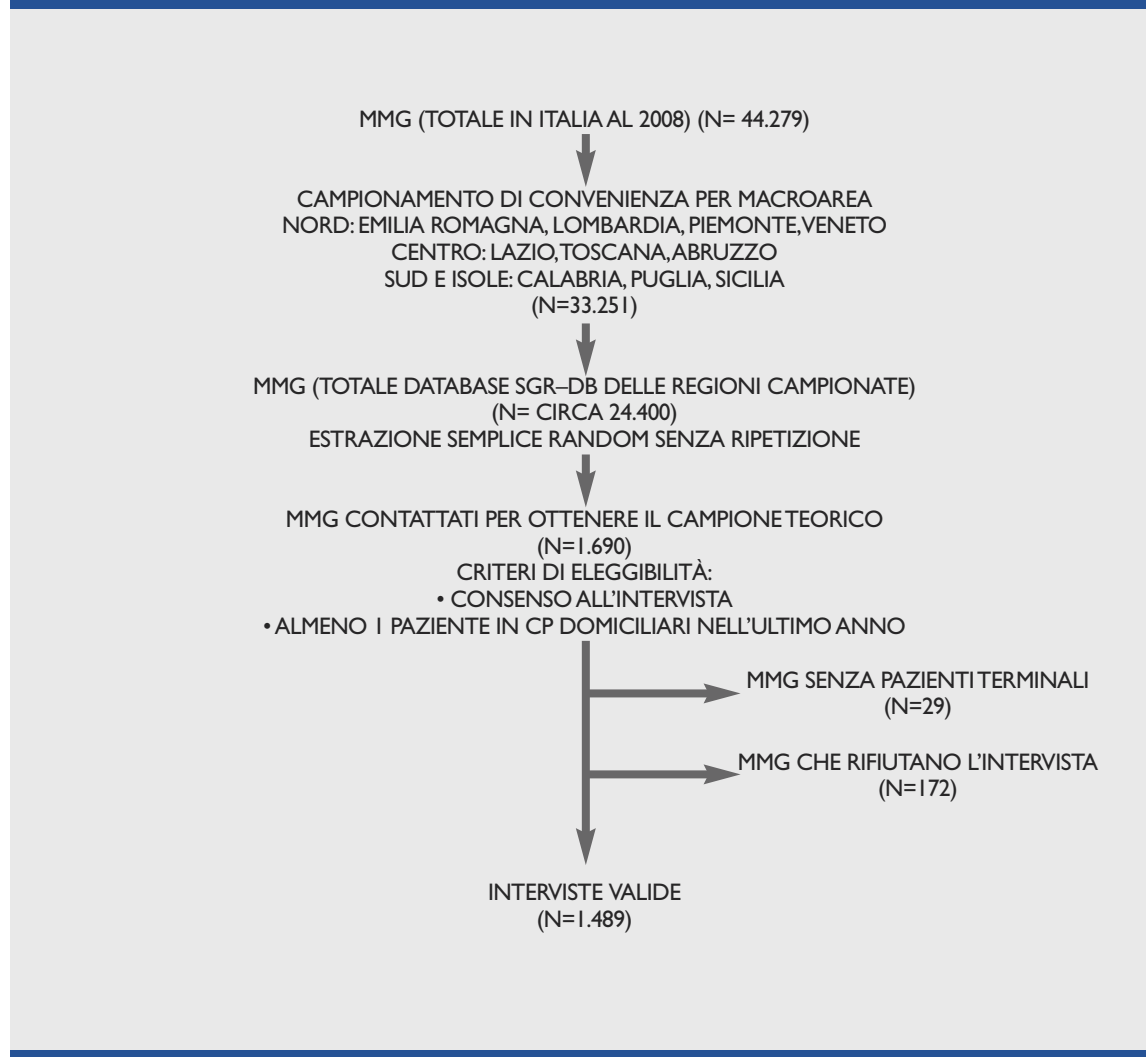 MMG (TOTALE IN ITALIA AL 2008) (N= 44.279)
CAMPIONAMENTO DI CONVENIENZA PER MACROAREA
NORD: EMILIA ROMAGNA, LOMBARDIA, PIEMONTE, VENETO
CENTRO: LAZIO, TOSCANA, ABRUZZO
SUD E ISOLE: CALABRIA, PUGLIA, SICILIA
(N=33.251)
MMG (TOTALE DATABASE SGR–DB DELLE REGIONI CAMPIONATE)
(N= CIRCA 24.400)
ESTRAZIONE SEMPLICE RANDOM SENZA RIPETIZIONE
MMG CONTATTATI PER OTTENERE IL CAMPIONE TEORICO
(N=1.690)
CRITERI DI ELEGGIBILITÀ:
• CONSENSO ALL'INTERVISTA
• ALMENO 1 PAZIENTE IN CP DOMICILIARI NELL'ULTIMO ANNO
MMG SENZA PAZIENTI TERMINALI
(N=29)
MMG CHE RIFIUTANO L'INTERVISTA
(N=172)
INTERVISTE VALIDE
(N=1.489)